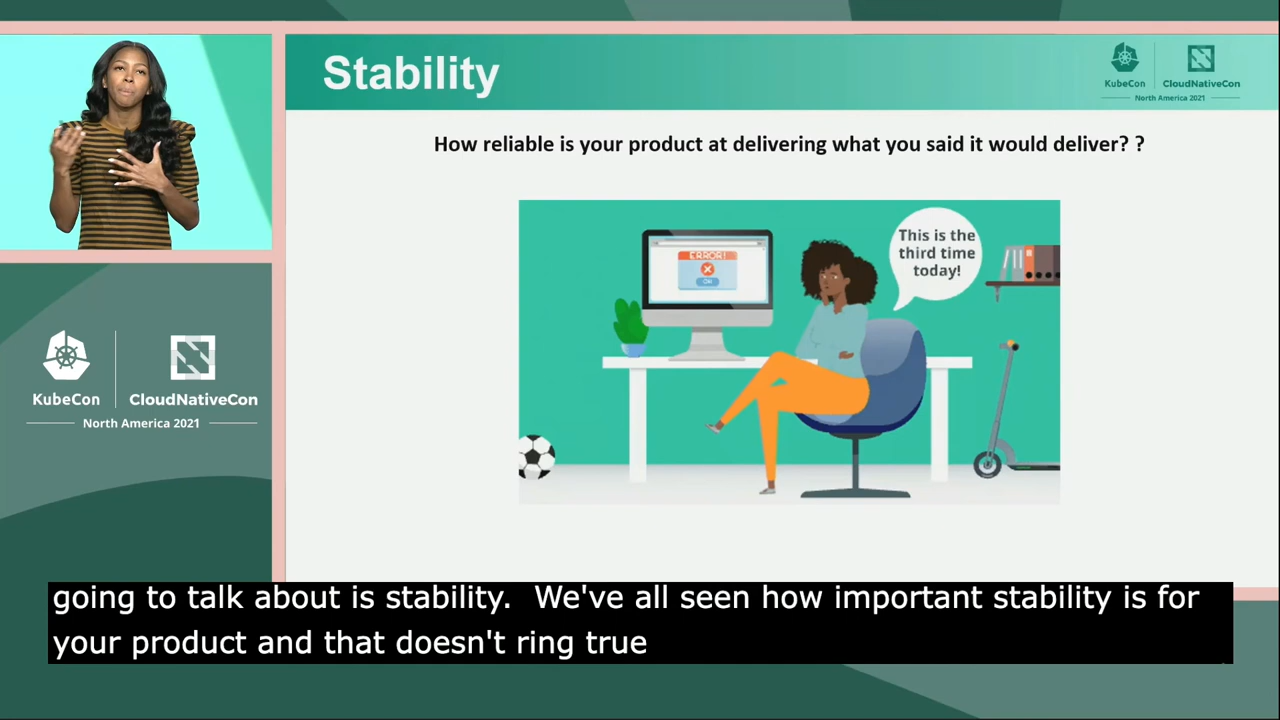 Stability
KubeCon
CloudNativeCon
North America 2021
How reliable is your product at delivering what you said it would deliver? ?
ERROR!
OK!
This is the
third time
today!
KubeCon
CloudNativeCon
North America 2021
going to talk about is stability.  We've all seen how important stability is for
your product and that doesn't ring true